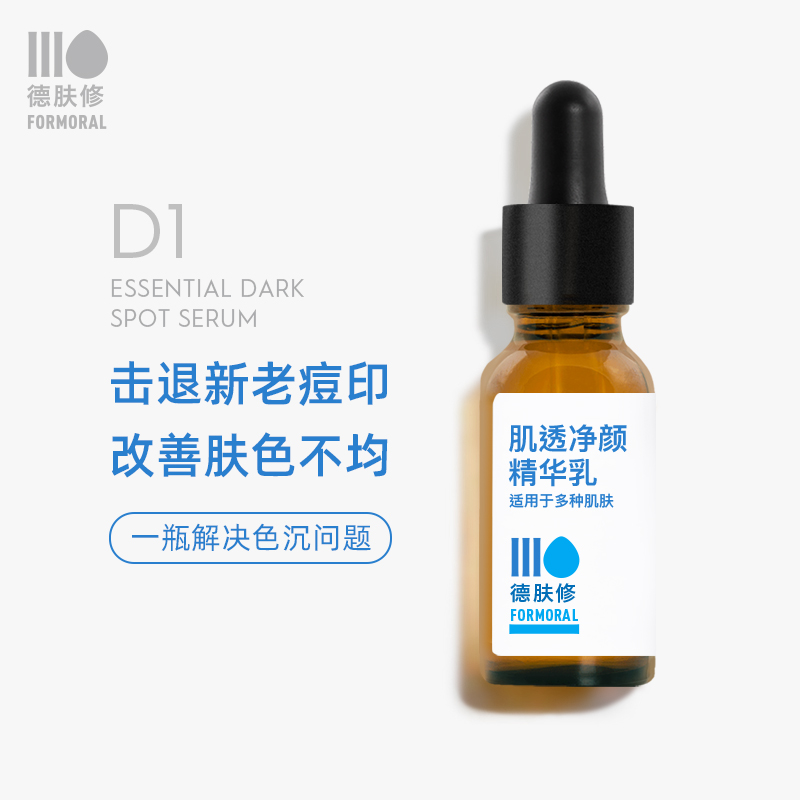 德肤修
FORMORAL
D1
ESSENTIAL DARK
SPOT SERUM
击退新老痘印
改善肤色不均
一瓶解决色沉问题
肌透净颜
精华乳
适用于多种肌肤
德肤修
FORMORAL